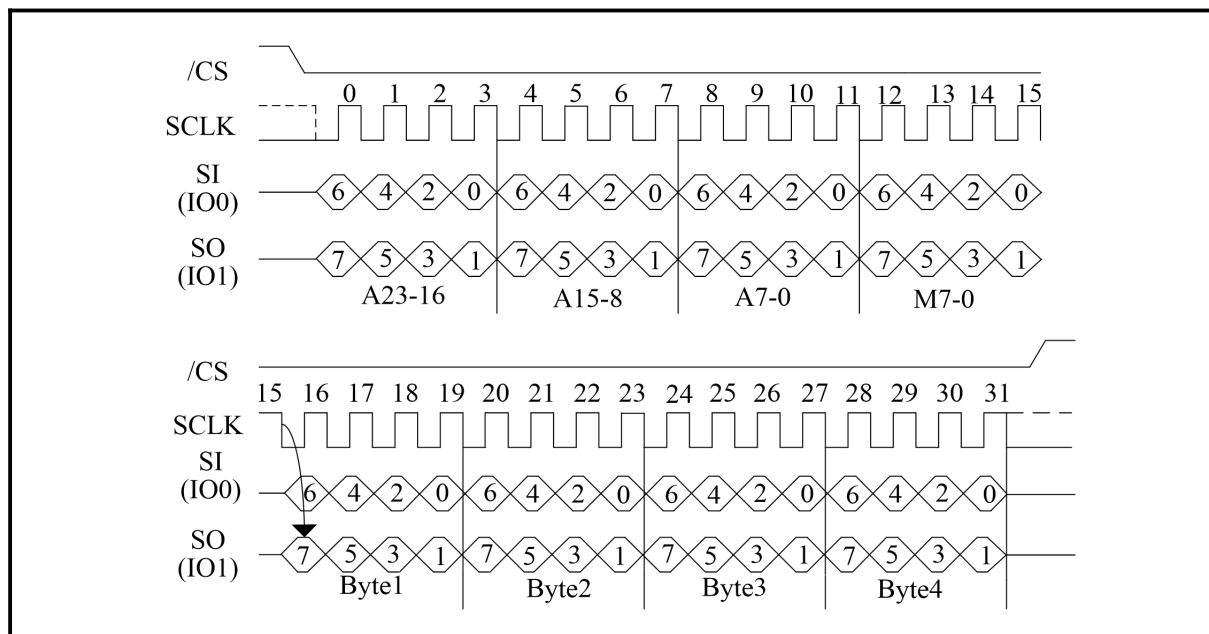 /CS
0 1 2 3 4 5 6 7 8 9 10 11 12 13 14 15
SCLK
SI
(IO0)
6 4 2 0 6 4 2 0 6 4 2 0 6 4 2 0
SO
(IO1)
7 5 3 1 7 5 3 1 7 5 3 1 7 5 3 1
A23-16 A15-8 A7-0 M7-0
/CS
15 16 17 18 19 20 21 22 23 24 25 26 27 28 29 30 31
SCLK
SI
(IO0)
6 4 2 0 6 4 2 0 6 4 2 0 6 4 2 0
SO
(IO1)
7 5 3 1 7 5 3 1 7 5 3 1 7 5 3 1
Byte1 Byte2 Byte3 Byte4